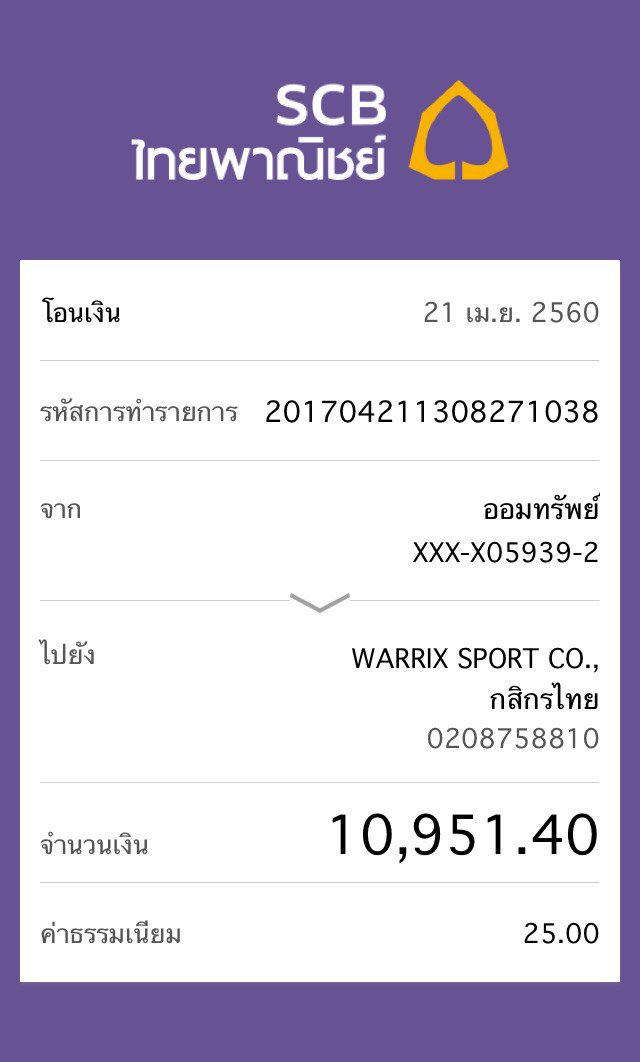 SCB
ไทยพาณิชย์
โอนเงิน 21 เม.ย. 2560
รหัสการทำรายการ 201704211308271038
จาก ออมทรัพย์
XXX-X05939-2
ไปยัง WARRIX SPORT CO.,
กสิกรไทย
0208758810
จำนวนเงิน 10,951.40
ค่าธรรมเนียม 25.00